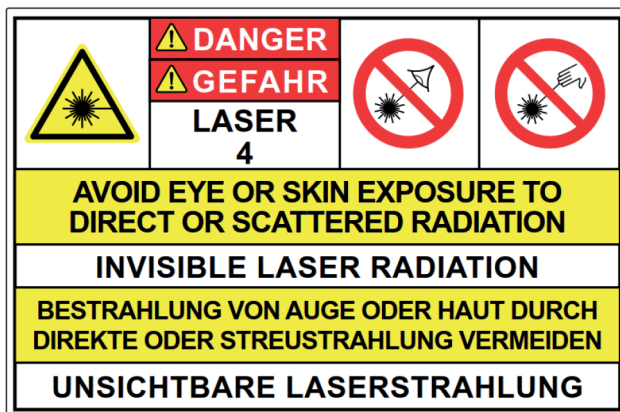 DANGER
GEFAHR
LASER
4
AVOID EYE OR SKIN EXPOSURE TO
DIRECT OR SCATTERED RADIATION
INVISIBLE LASER RADIATION
BESTRAHLUNG VON AUGE ODER HAUT DURCH
DIREKTE ODER STREUSTRAHLUNG VERMEIDEN
UNSICHTBARE LASERSTRAHLUNG